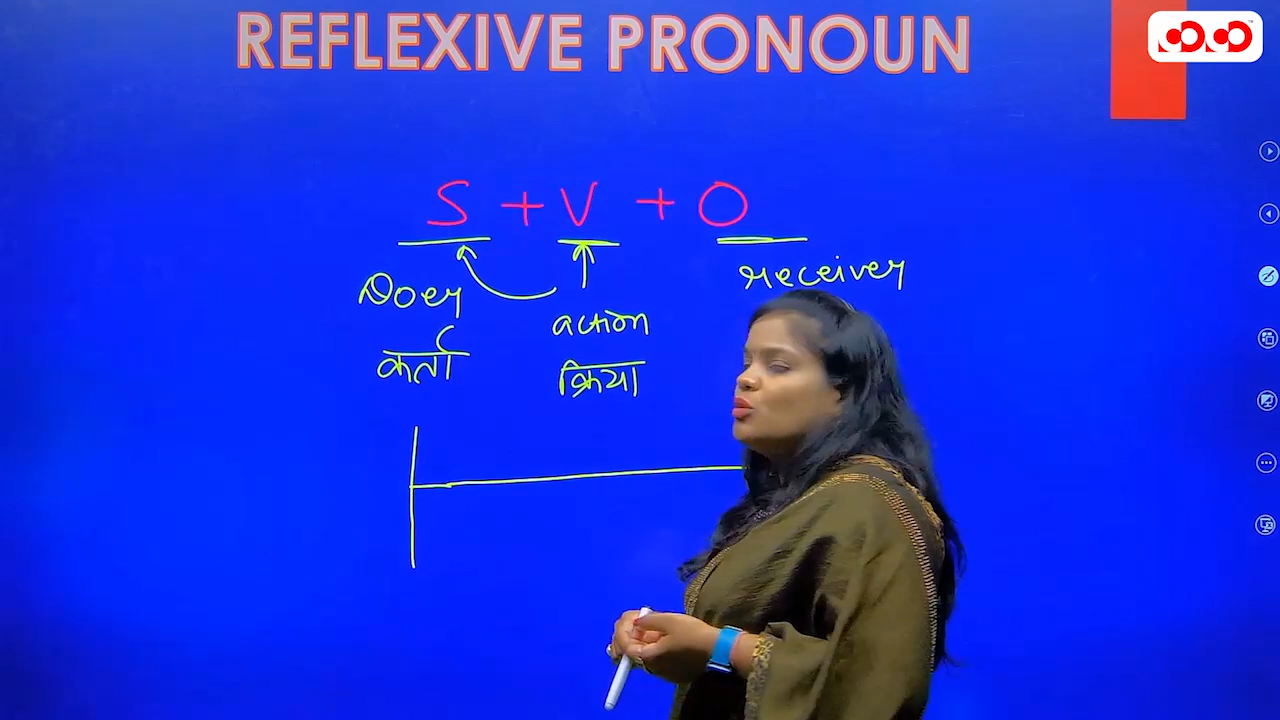 REFLEXIVE PRONOUN
S + V + O
Doer
receiver
action
कर्ता
क्रिया